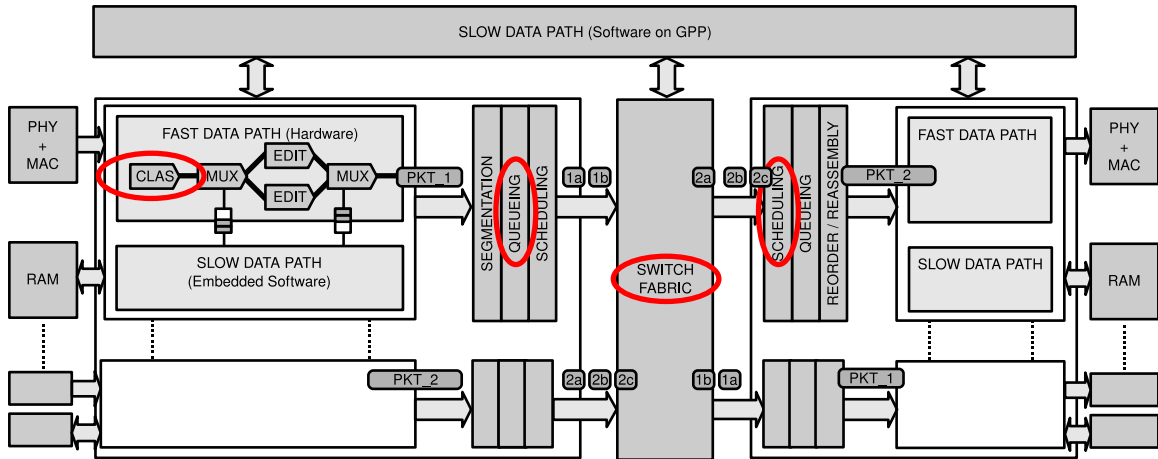 SLOW DATA PATH (Software on GPP)
PHY
+
MAC
FAST DATA PATH (Hardware)
CLAS
MUX
EDIT
EDIT
MUX
PKT_1
SEGMENTATION
QUEUEING
SCHEDULING
1a 1b
2a 2b 2c
SCHEDULING
QUEUEING
REORDER / REASSEMBLY
PKT_2
FAST DATA PATH
PHY
+
MAC
RAM
SLOW DATA PATH
(Embedded Software)
SWITCH
FABRIC
SLOW DATA PATH
RAM
PKT_2
2a 2b 2c
1b 1a
PKT_1